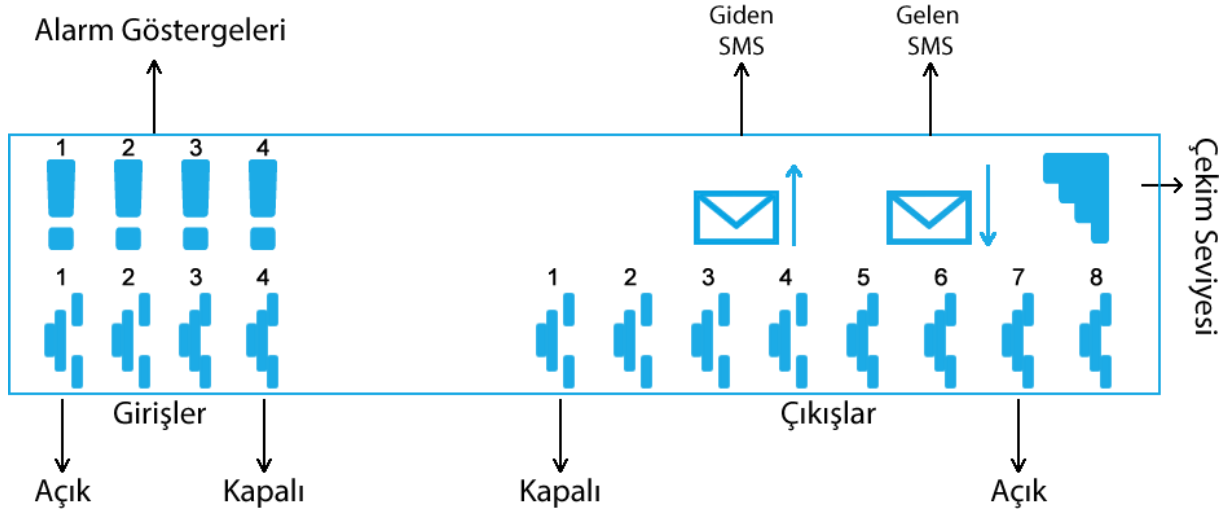 Alarm Göstergeleri
Giden
SMS
Gelen
SMS
1 2 3 4
Çekim Seviyesi
1 2 3 4
1 2 3 4 5 6 7 8
Girişler
Çıkışlar
Açık
Kapalı
Kapalı
Açık